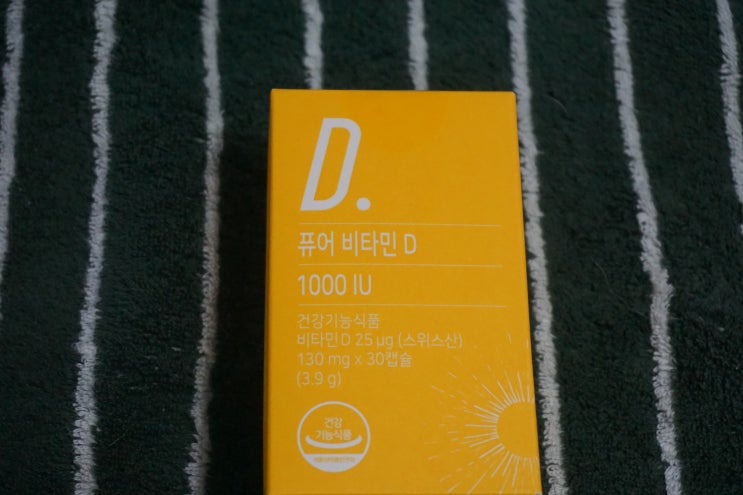 D.
퓨어 비타민 D
1000 IU
건강기능식품
비타민D 25 µg (스위스산)
130 mg x 30캡슐
(3.9 g)
건강
기능식품